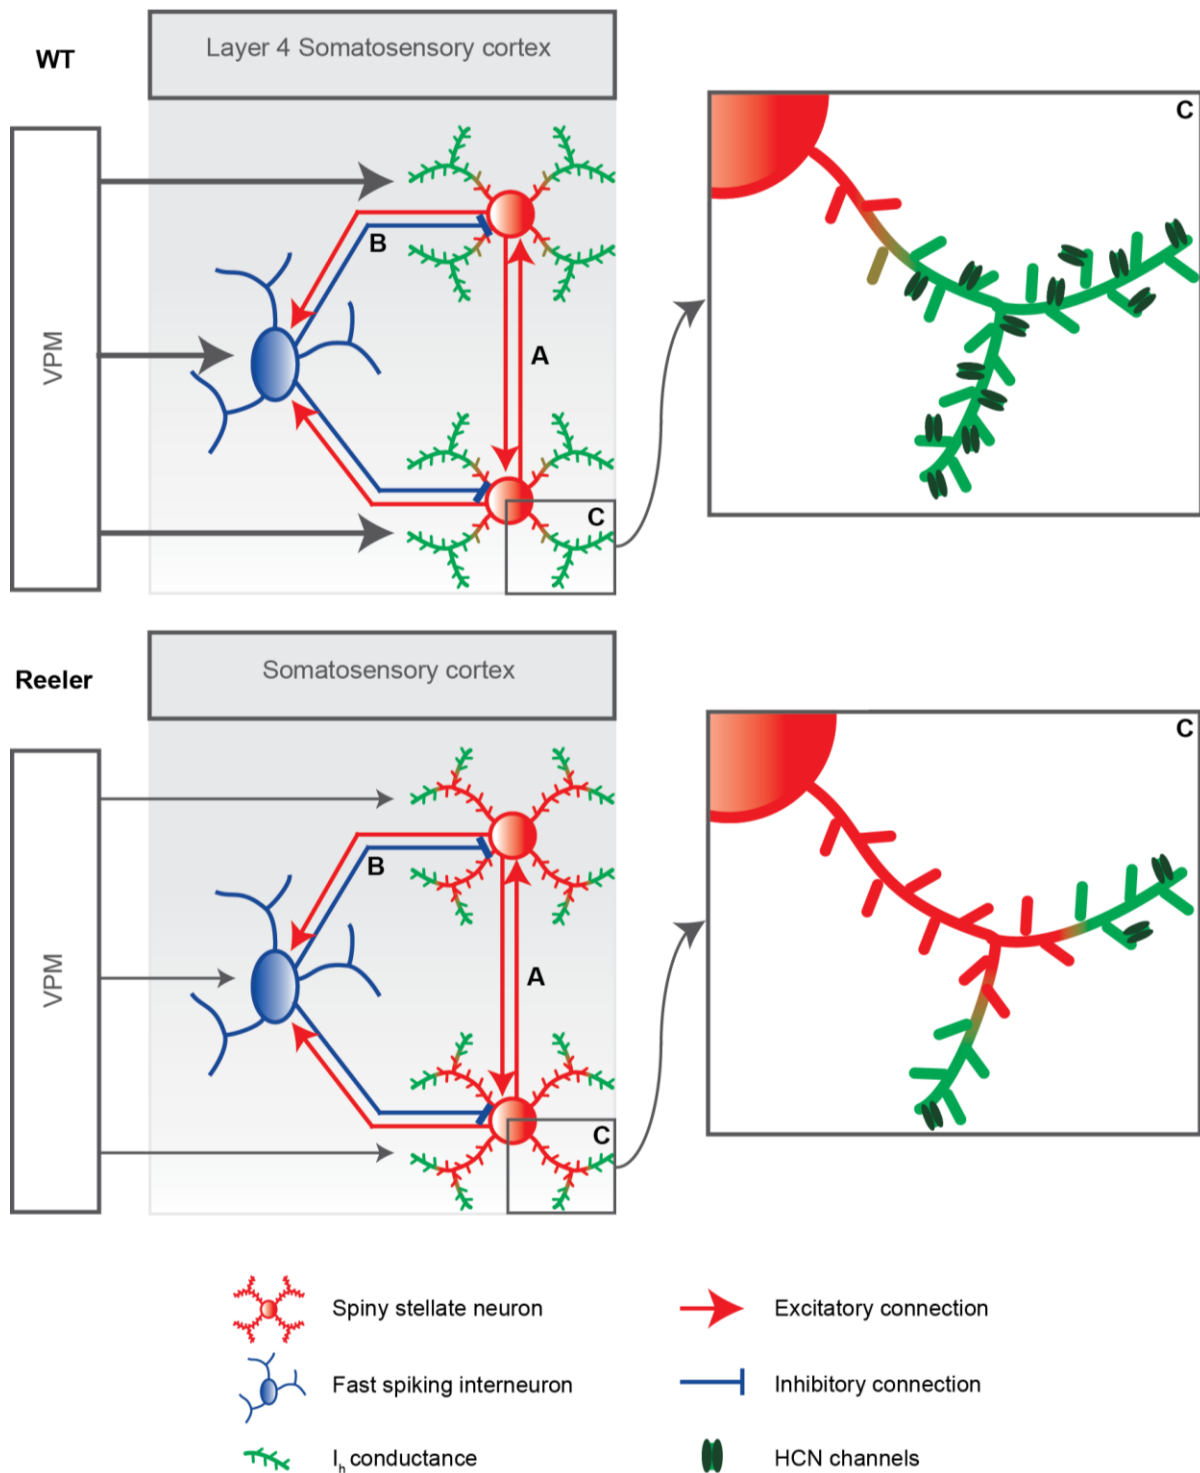 WT
Layer 4 Somatosensory cortex
VPM
B
A
C
C
Reeler
Somatosensory cortex
VPM
B
A
C
C
Spiny stellate neuron
Excitatory connection
Fast spiking interneuron
Inhibitory connection
Ih conductance
HCN channels